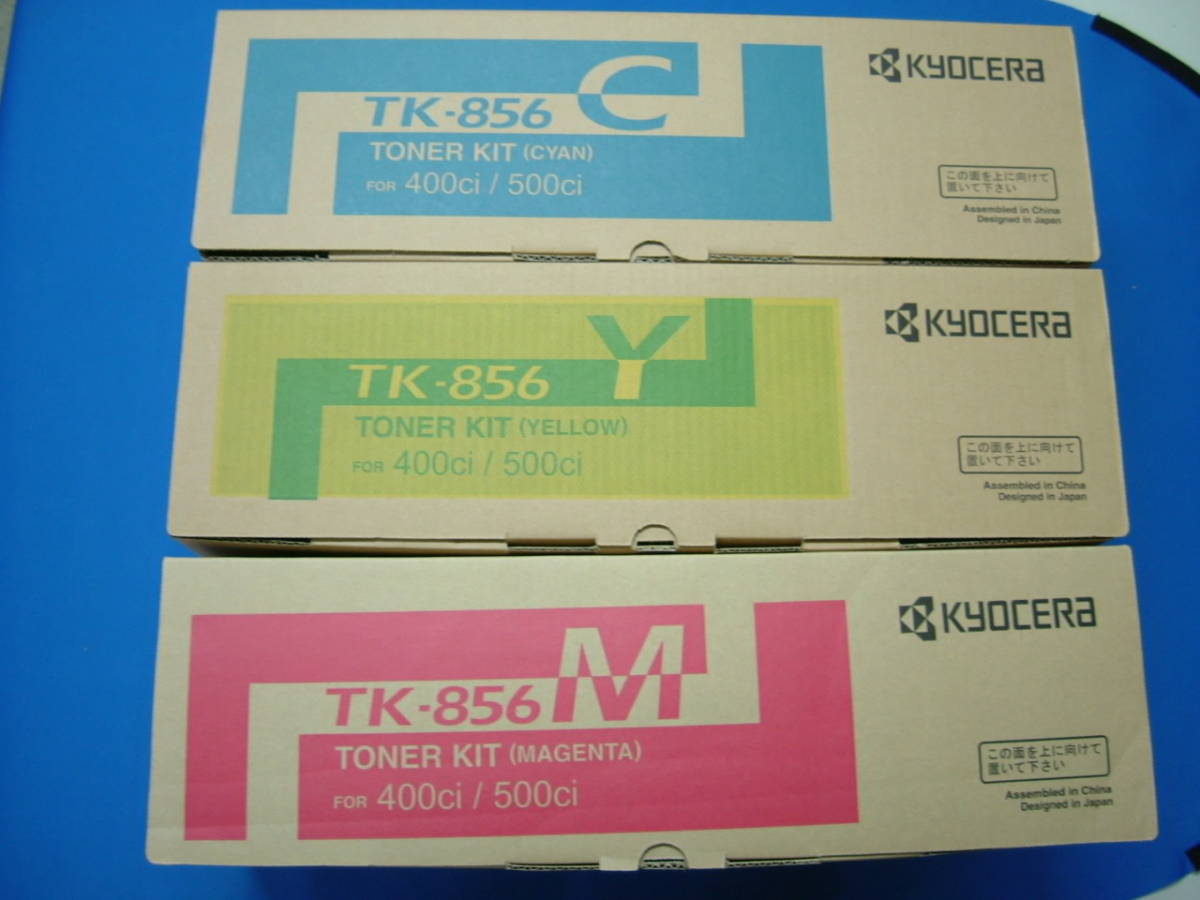 KYOCERA
TK-856 C
TONER KIT (CYAN)
FOR 400ci / 500ci
この面を上に向けて
置いて下さい
Assembled in China
Designed in Japan
KYOCERA
TK-856 Y
TONER KIT (YELLOW)
FOR 400ci / 500ci
この面を上に向けて
置いて下さい
Assembled in China
Designed in Japan
KYOCERA
TK-856 M
TONER KIT (MAGENTA)
FOR 400ci / 500ci
この面を上に向けて
置いて下さい
Assembled in China
Designed in Japan